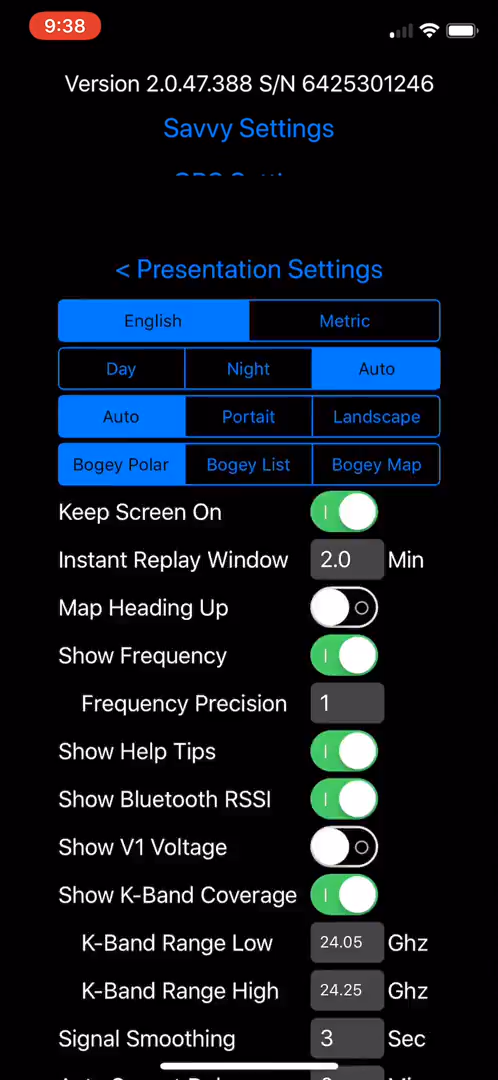 9:38
Version 2.0.47.388 S/N 6425301246
Savvy Settings
< Presentation Settings
English Metric
Day Night Auto
Auto Portait Landscape
Bogey Polar Bogey List Bogey Map
Keep Screen On
Instant Replay Window 2.0 Min
Map Heading Up
Show Frequency
Frequency Precision 1
Show Help Tips
Show Bluetooth RSSI
Show V1 Voltage
Show K-Band Coverage
K-Band Range Low 24.05 Ghz
K-Band Range High 24.25 Ghz
Signal Smoothing 3 Sec